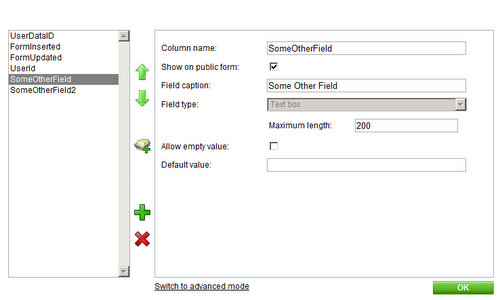 UserDataID
FormInserted
FormUpdated
UserId
SomeOtherField
SomeOtherField2
Column name: SomeOtherField
Show on public form:
Field caption: Some Other Field
Field type: Text box
Maximum length: 200
Allow empty value:
Default value:
Switch to advanced mode
OK